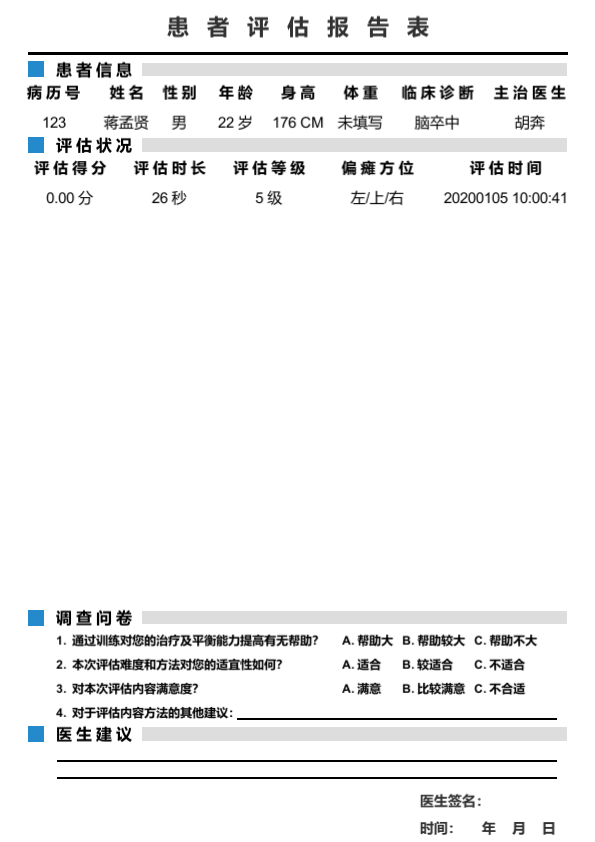 患者评估报告表
患者信息
病历号 姓名 性别 年龄 身高 体重 临床诊断 主治医生
123 蒋孟贤 男 22 岁 176 CM 未填写 脑卒中 胡奔
评估状况
评估得分 评估时长 评估等级 偏瘫方位 评估时间
0.00 分 26 秒 5 级 左/上/右 20200105 10:00:41
调查问卷
1. 通过训练对您的治疗及平衡能力提高有无帮助? A. 帮助大 B. 帮助较大 C. 帮助不大
2. 本次评估难度和方法对您的适宜性如何? A. 适合 B. 较适合 C. 不适合
3. 对本次评估内容满意度? A. 满意 B. 比较满意 C. 不合适
4. 对于评估内容方法的其他建议:
医生建议
医生签名:
时间: 年 月 日